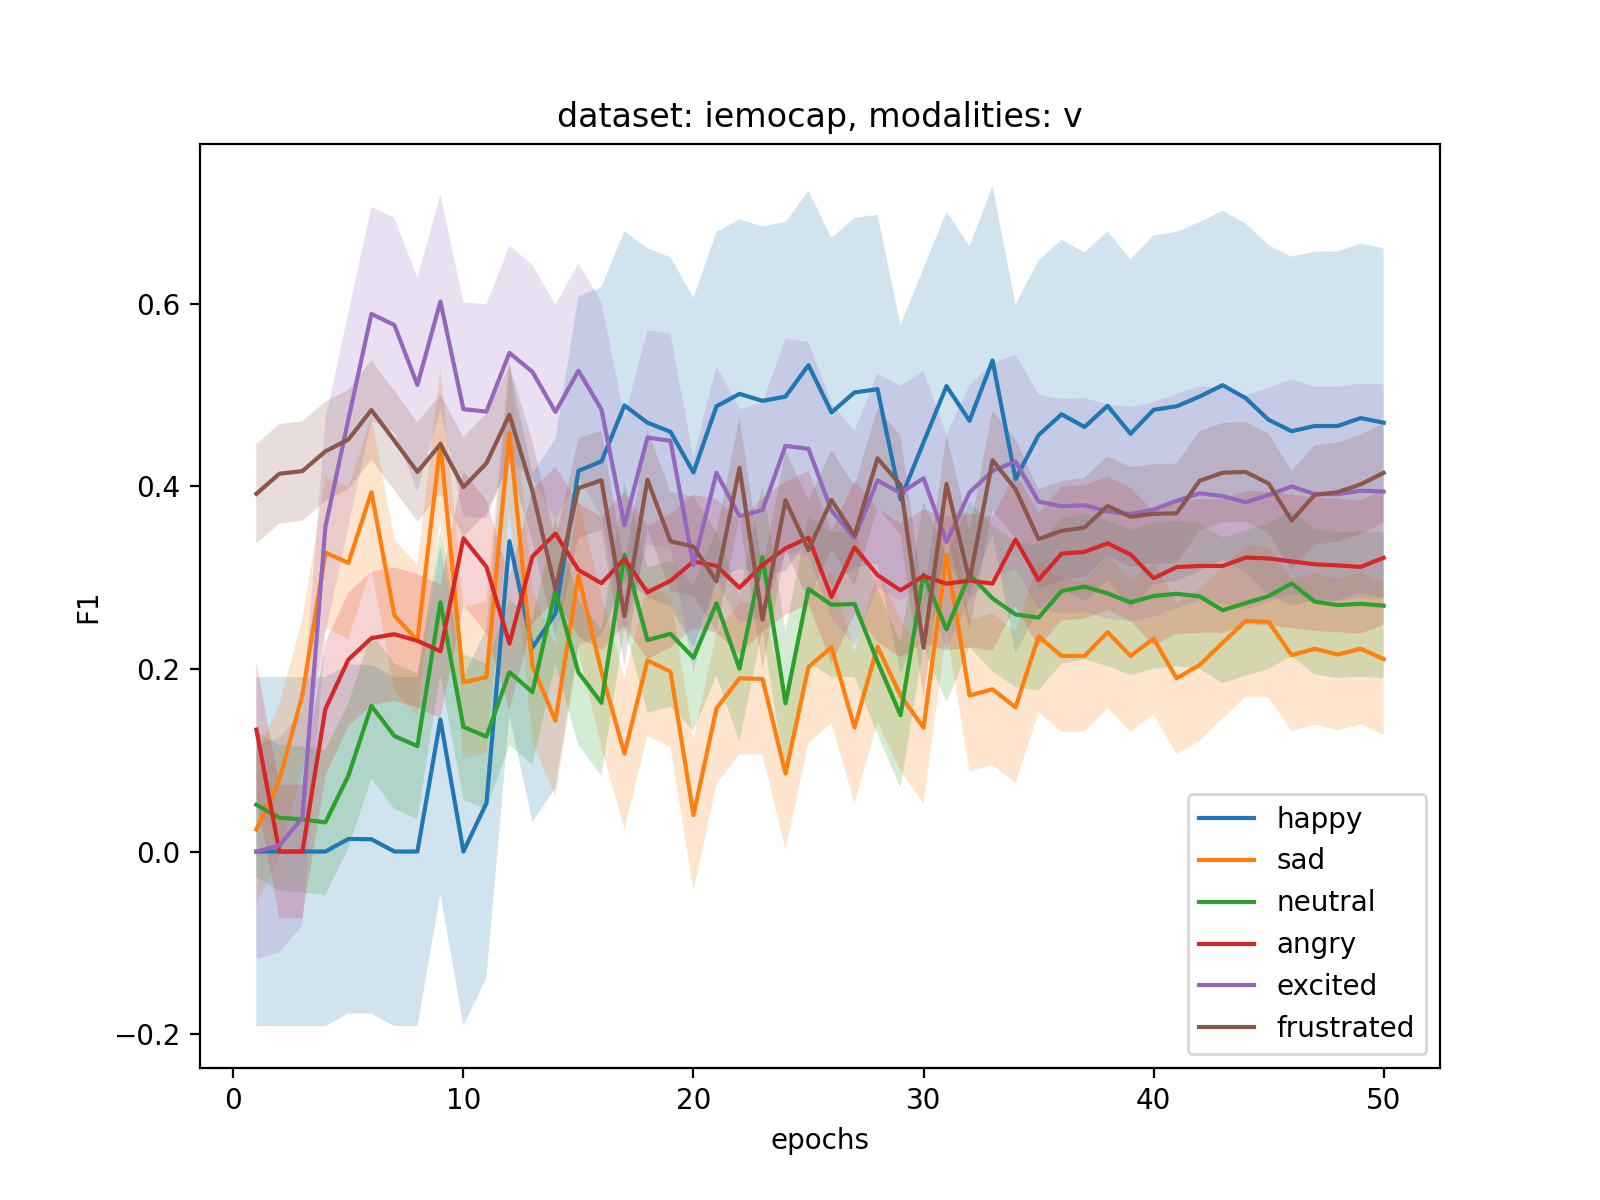 dataset: iemocap, modalities: v
F1
0.6
0.4
0.2
0.0
−0.2
0 10 20 30 40 50
epochs
happy
sad
neutral
angry
excited
frustrated